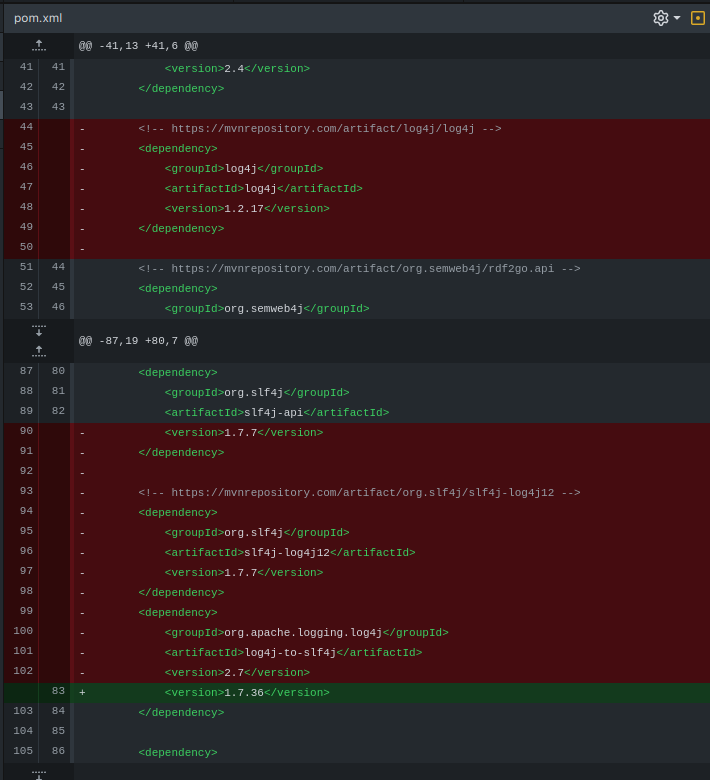 pom.xml
@@ -41,13 +41,6 @@
41 41 <version>2.4</version>
42 42 </dependency>
43 43
44 - <!-- https://mvnrepository.com/artifact/log4j/log4j -->
45 - <dependency>
46 - <groupId>log4j</groupId>
47 - <artifactId>log4j</artifactId>
48 - <version>1.2.17</version>
49 - </dependency>
50 -
51 44 <!-- https://mvnrepository.com/artifact/org.semweb4j/rdf2go.api -->
52 45 <dependency>
53 46 <groupId>org.semweb4j</groupId>
@@ -87,19 +80,7 @@
87 80 <dependency>
88 81 <groupId>org.slf4j</groupId>
89 82 <artifactId>slf4j-api</artifactId>
90 - <version>1.7.7</version>
91 - </dependency>
92 -
93 - <!-- https://mvnrepository.com/artifact/org.slf4j/slf4j-log4j12 -->
94 - <dependency>
95 - <groupId>org.slf4j</groupId>
96 - <artifactId>slf4j-log4j12</artifactId>
97 - <version>1.7.7</version>
98 - </dependency>
99 - <dependency>
100 - <groupId>org.apache.logging.log4j</groupId>
101 - <artifactId>log4j-to-slf4j</artifactId>
102 - <version>2.7</version>
83 + <version>1.7.36</version>
103 84 </dependency>
104 85
105 86 <dependency>